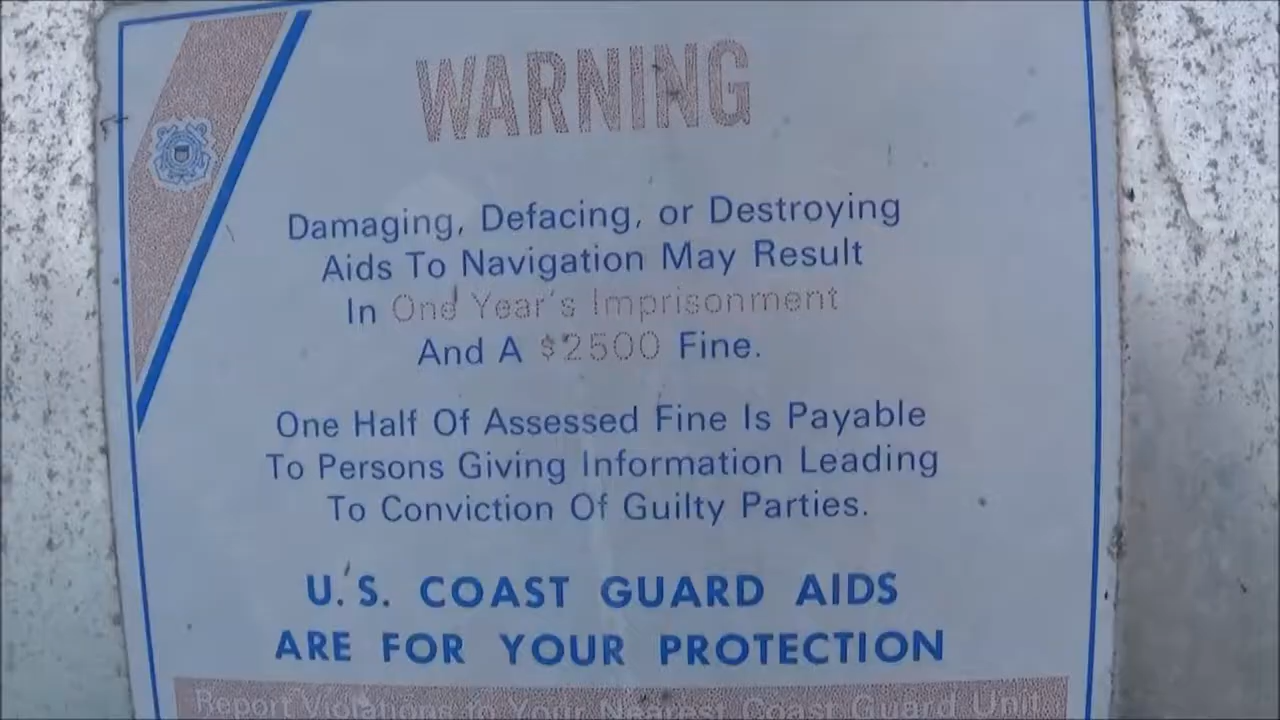 WARNING
Damaging, Defacing, or Destroying
Aids To Navigation May Result
In One Year's Imprisonment
And A $2500 Fine.
One Half Of Assessed Fine Is Payable
To Persons Giving Information Leading
To Conviction Of Guilty Parties.
U.S. COAST GUARD AIDS
ARE FOR YOUR PROTECTION
Report Violations to Your Nearest Coast Guard Unit